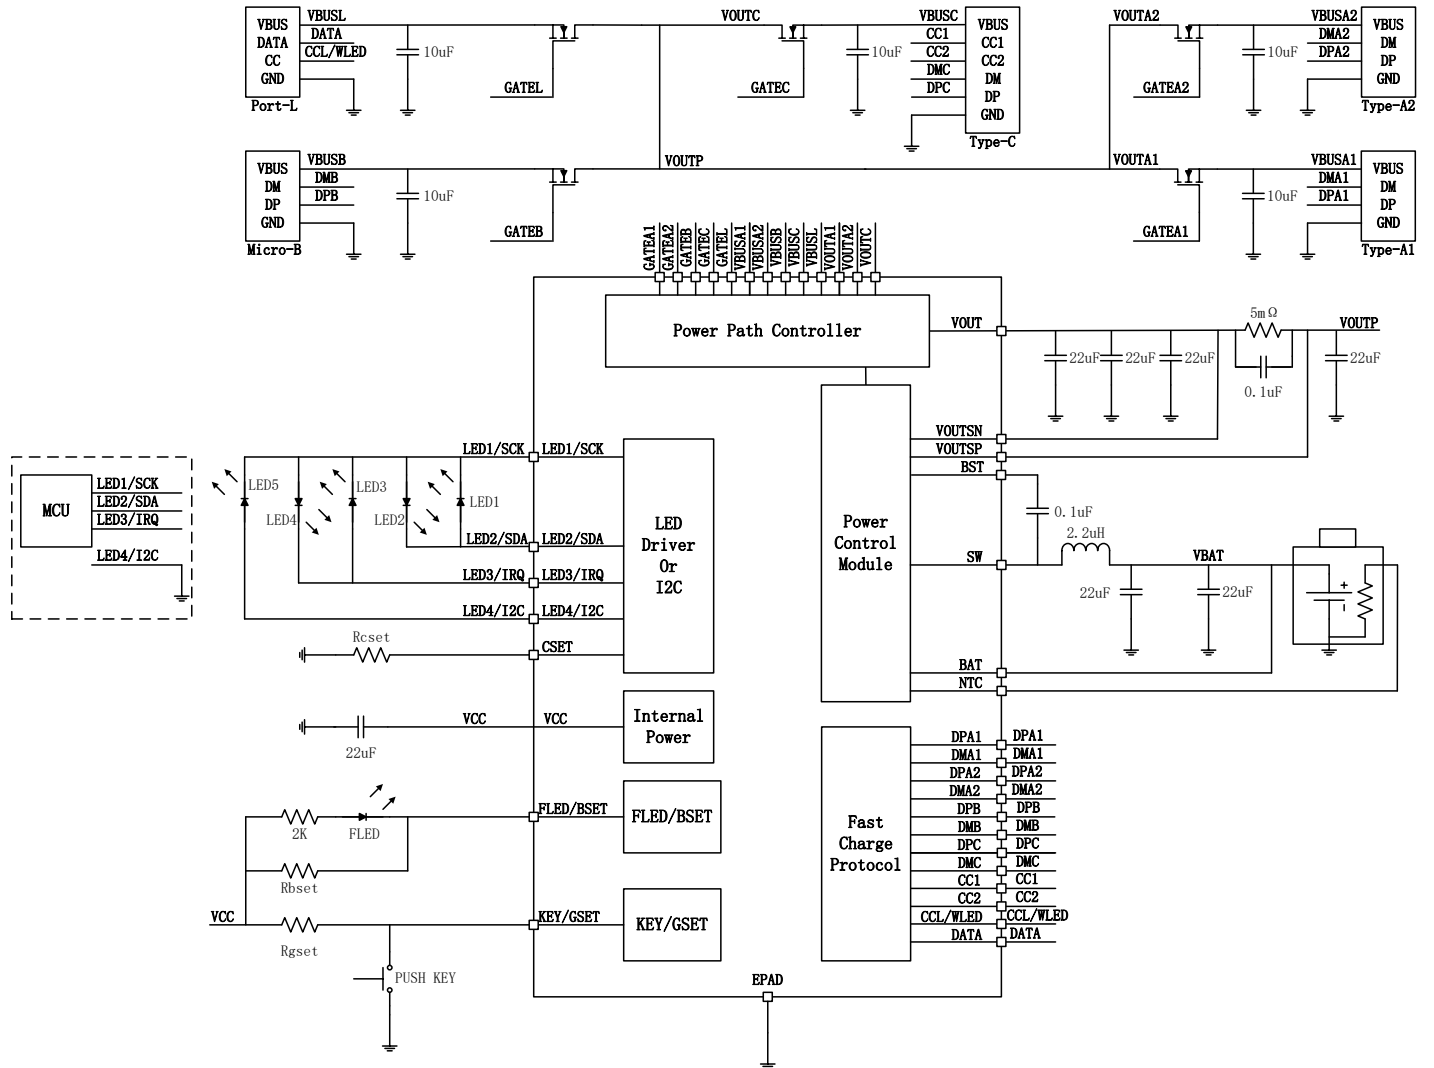 VBUS
DATA
CC
GND
Port-L
VBUSL
DATA
CCL/WLED
10uF
GATEL
VOUTC
GATEC
VBUSC
CC1
CC2
DMC
DPC
10uF
VBUS
CC1
CC2
DM
DP
GND
Type-C
VOUTA2
GATEA2
VBUSA2
DMA2
DPA2
10uF
VBUS
DM
DP
GND
Type-A2
VBUS
DM
DP
GND
Micro-B
VBUSB
DMB
DPB
10uF
GATEB
VOUTP
VOUTA1
GATEA1
VBUSA1
DMA1
DPA1
10uF
VBUS
DM
DP
GND
Type-A1
GATEA1
GATEA2
GATEB
GATEC
GATEL
VBUSA1
VBUSA2
VBUSB
VBUSC
VBUSL
VOUTA1
VOUTA2
VOUTC
Power Path Controller
VOUT
5mΩ
VOUTP
22uF
22uF
22uF
0.1uF
22uF
VOUTSN
VOUTSP
BST
0.1uF
Power
Control
Module
SW
2.2uH
VBAT
22uF
22uF
+
-
BAT
NTC
MCU
LED1/SCK
LED2/SDA
LED3/IRQ
LED4/I2C
LED5
LED4
LED3
LED2
LED1
LED1/SCK
LED1/SCK
LED2/SDA
LED2/SDA
LED3/IRQ
LED3/IRQ
LED4/I2C
LED4/I2C
LED
Driver
Or
I2C
Rcset
CSET
VCC
VCC
22uF
Internal
Power
2K
FLED
FLED/BSET
FLED/BSET
Rbset
VCC
Rgset
KEY/GSET
KEY/GSET
PUSH KEY
Fast
Charge
Protocol
DPA1
DPA1
DMA1
DMA1
DPA2
DPA2
DMA2
DMA2
DPB
DPB
DMB
DMB
DPC
DPC
DMC
DMC
CC1
CC1
CC2
CC2
CCL/WLED
CCL/WLED
DATA
DATA
EPAD